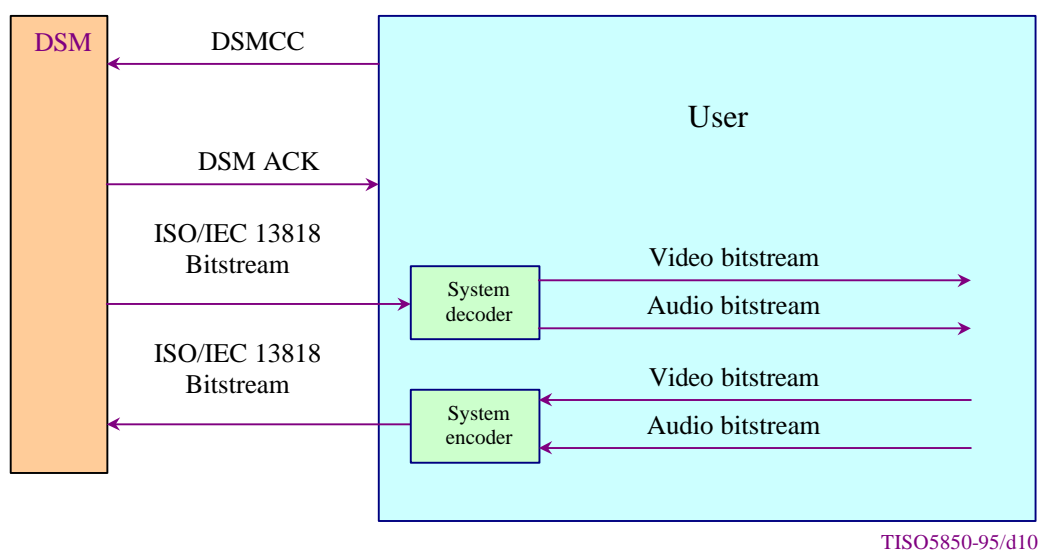 DSM
DSMCC
User
DSM ACK
ISO/IEC 13818
Bitstream
Video bitstream
System
decoder
Audio bitstream
ISO/IEC 13818
Bitstream
Video bitstream
System
encoder
Audio bitstream
TISO5850-95/d10